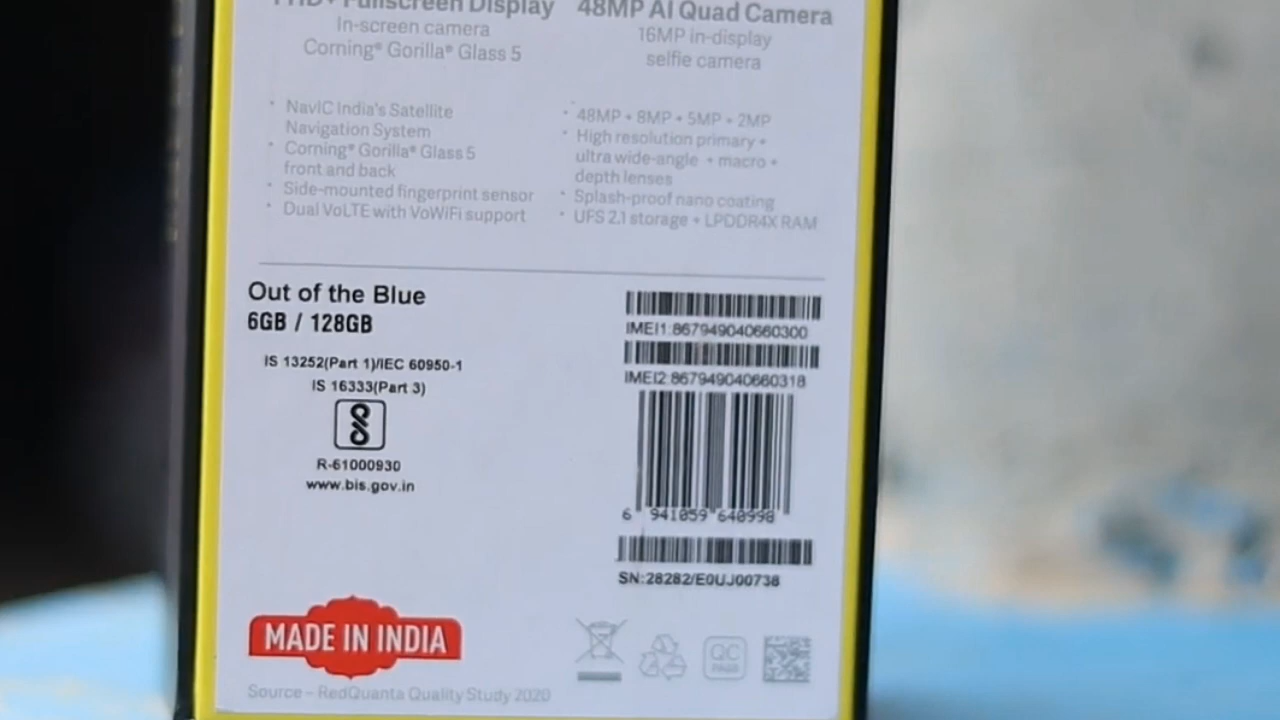 FHD+ Fullscreen Display
In-screen camera
Corning® Gorilla® Glass 5
48MP AI Quad Camera
16MP in-display
selfie camera
• NavIC India's Satellite
Navigation System
• Corning® Gorilla® Glass 5
front and back
• Side-mounted fingerprint sensor
• Dual VoLTE with VoWiFi support
• 48MP + 8MP + 5MP + 2MP
• High resolution primary +
ultra wide-angle + macro +
depth lenses
• Splash-proof nano coating
• UFS 2.1 storage + LPDDR4X RAM
Out of the Blue
6GB / 128GB
IS 13252(Part 1)/IEC 60950-1
IS 16333(Part 3)
R-61000930
www.bis.gov.in
IMEI1:867949040660300
IMEI2:867949040660318
6 941059 640998
SN:28282/E0UJ00738
MADE IN INDIA
QC
PASS
Source – RedQuanta Quality Study 2020